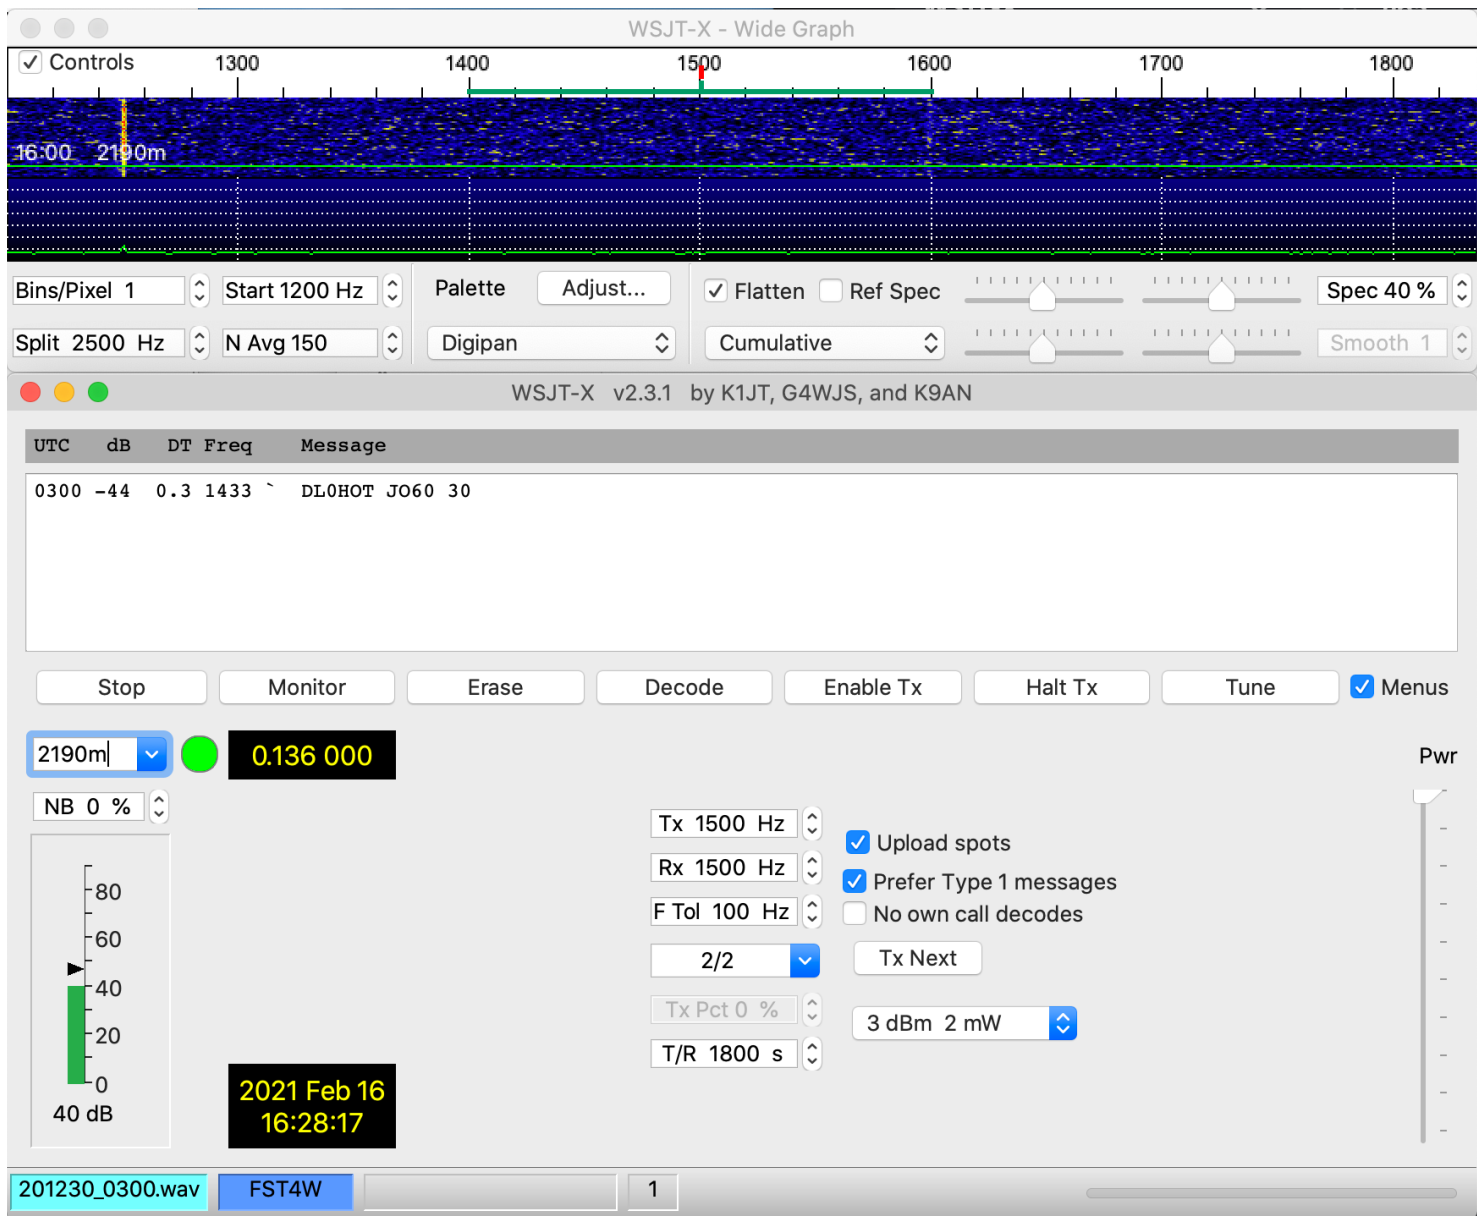 WSJT-X - Wide Graph
Controls 1300 1400 1500 1600 1700 1800
16:00 2190m
Bins/Pixel 1 Start 1200 Hz Palette Adjust... Flatten Ref Spec Spec 40 %
Split 2500 Hz N Avg 150 Digipan Cumulative Smooth 1
WSJT-X v2.3.1 by K1JT, G4WJS, and K9AN
UTC dB DT Freq Message
0300 -44 0.3 1433 ` DL0HOT JO60 30
Stop Monitor Erase Decode Enable Tx Halt Tx Tune Menus
2190m 0.136 000 Pwr
NB 0 %
Tx 1500 Hz
Upload spots
Rx 1500 Hz
Prefer Type 1 messages
F Tol 100 Hz
No own call decodes
2/2 Tx Next
Tx Pct 0 %
3 dBm 2 mW
T/R 1800 s
80
60
40
20
0
40 dB
2021 Feb 16
16:28:17
201230_0300.wav FST4W 1